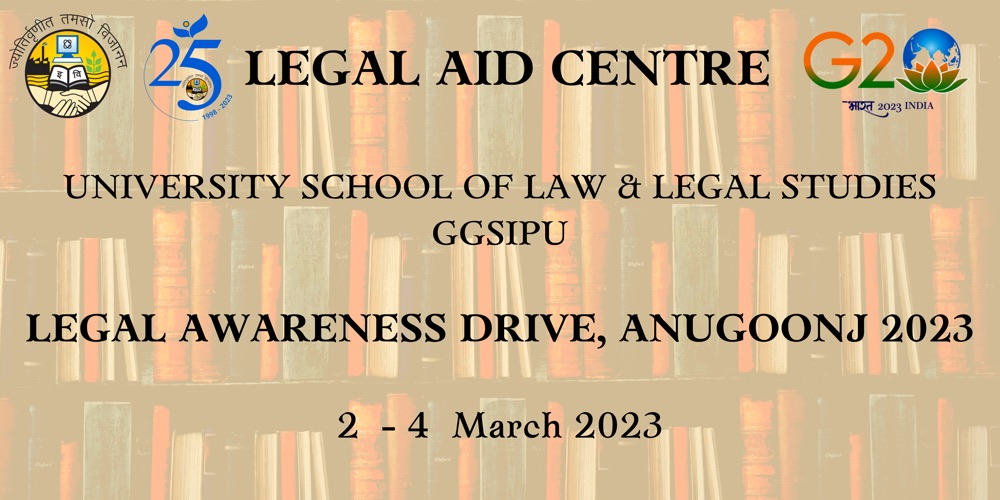 ज्योतिर्वृणीत तमसो विजानन
इ वि
25
1998 - 2023
LEGAL AID CENTRE
G20
भारत 2023 INDIA
UNIVERSITY SCHOOL OF LAW & LEGAL STUDIES
GGSIPU
LEGAL AWARENESS DRIVE, ANUGOONJ 2023
2 - 4 March 2023